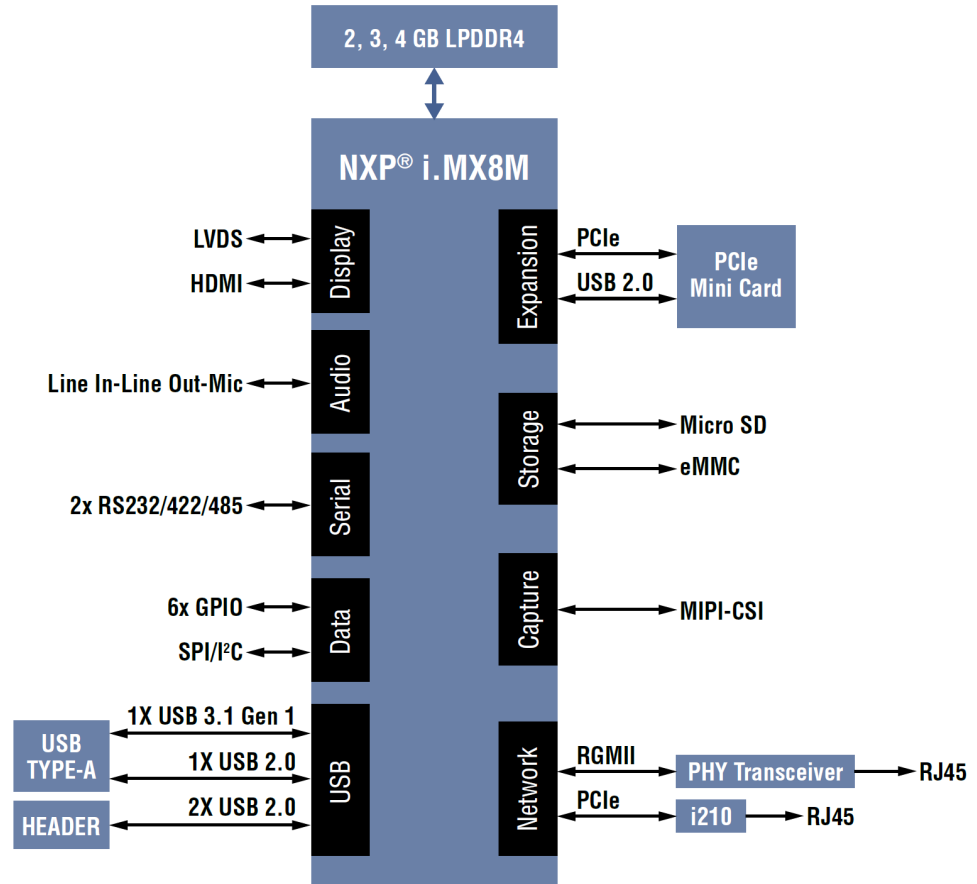 2, 3, 4 GB LPDDR4
NXP® i.MX8M
LVDS
HDMI
Display
Line In-Line Out-Mic
Audio
2x RS232/422/485
Serial
6x GPIO
SPI/I²C
Data
USB
TYPE-A
1X USB 3.1 Gen 1
1X USB 2.0
HEADER
2X USB 2.0
USB
Expansion
PCIe
USB 2.0
PCIe
Mini Card
Storage
Micro SD
eMMC
Capture
MIPI-CSI
Network
RGMII
PHY Transceiver
RJ45
PCIe
i210
RJ45